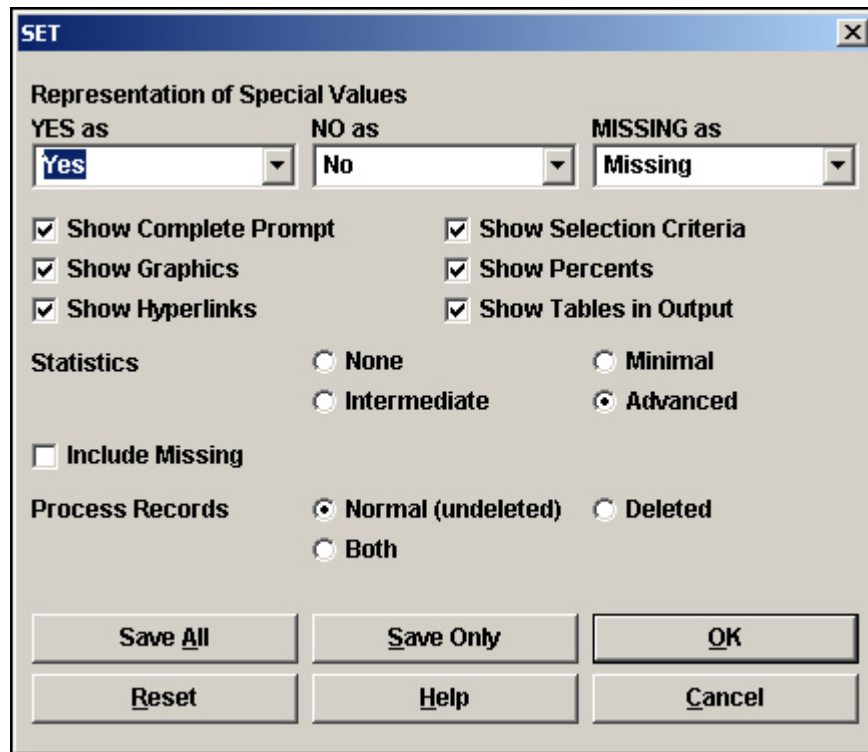 SET
Representation of Special Values
YES as NO as MISSING as
Yes No Missing
Show Complete Prompt Show Selection Criteria
Show Graphics Show Percents
Show Hyperlinks Show Tables in Output
Statistics None Minimal
Intermediate Advanced
Include Missing
Process Records Normal (undeleted) Deleted
Both
Save All Save Only OK
Reset Help Cancel